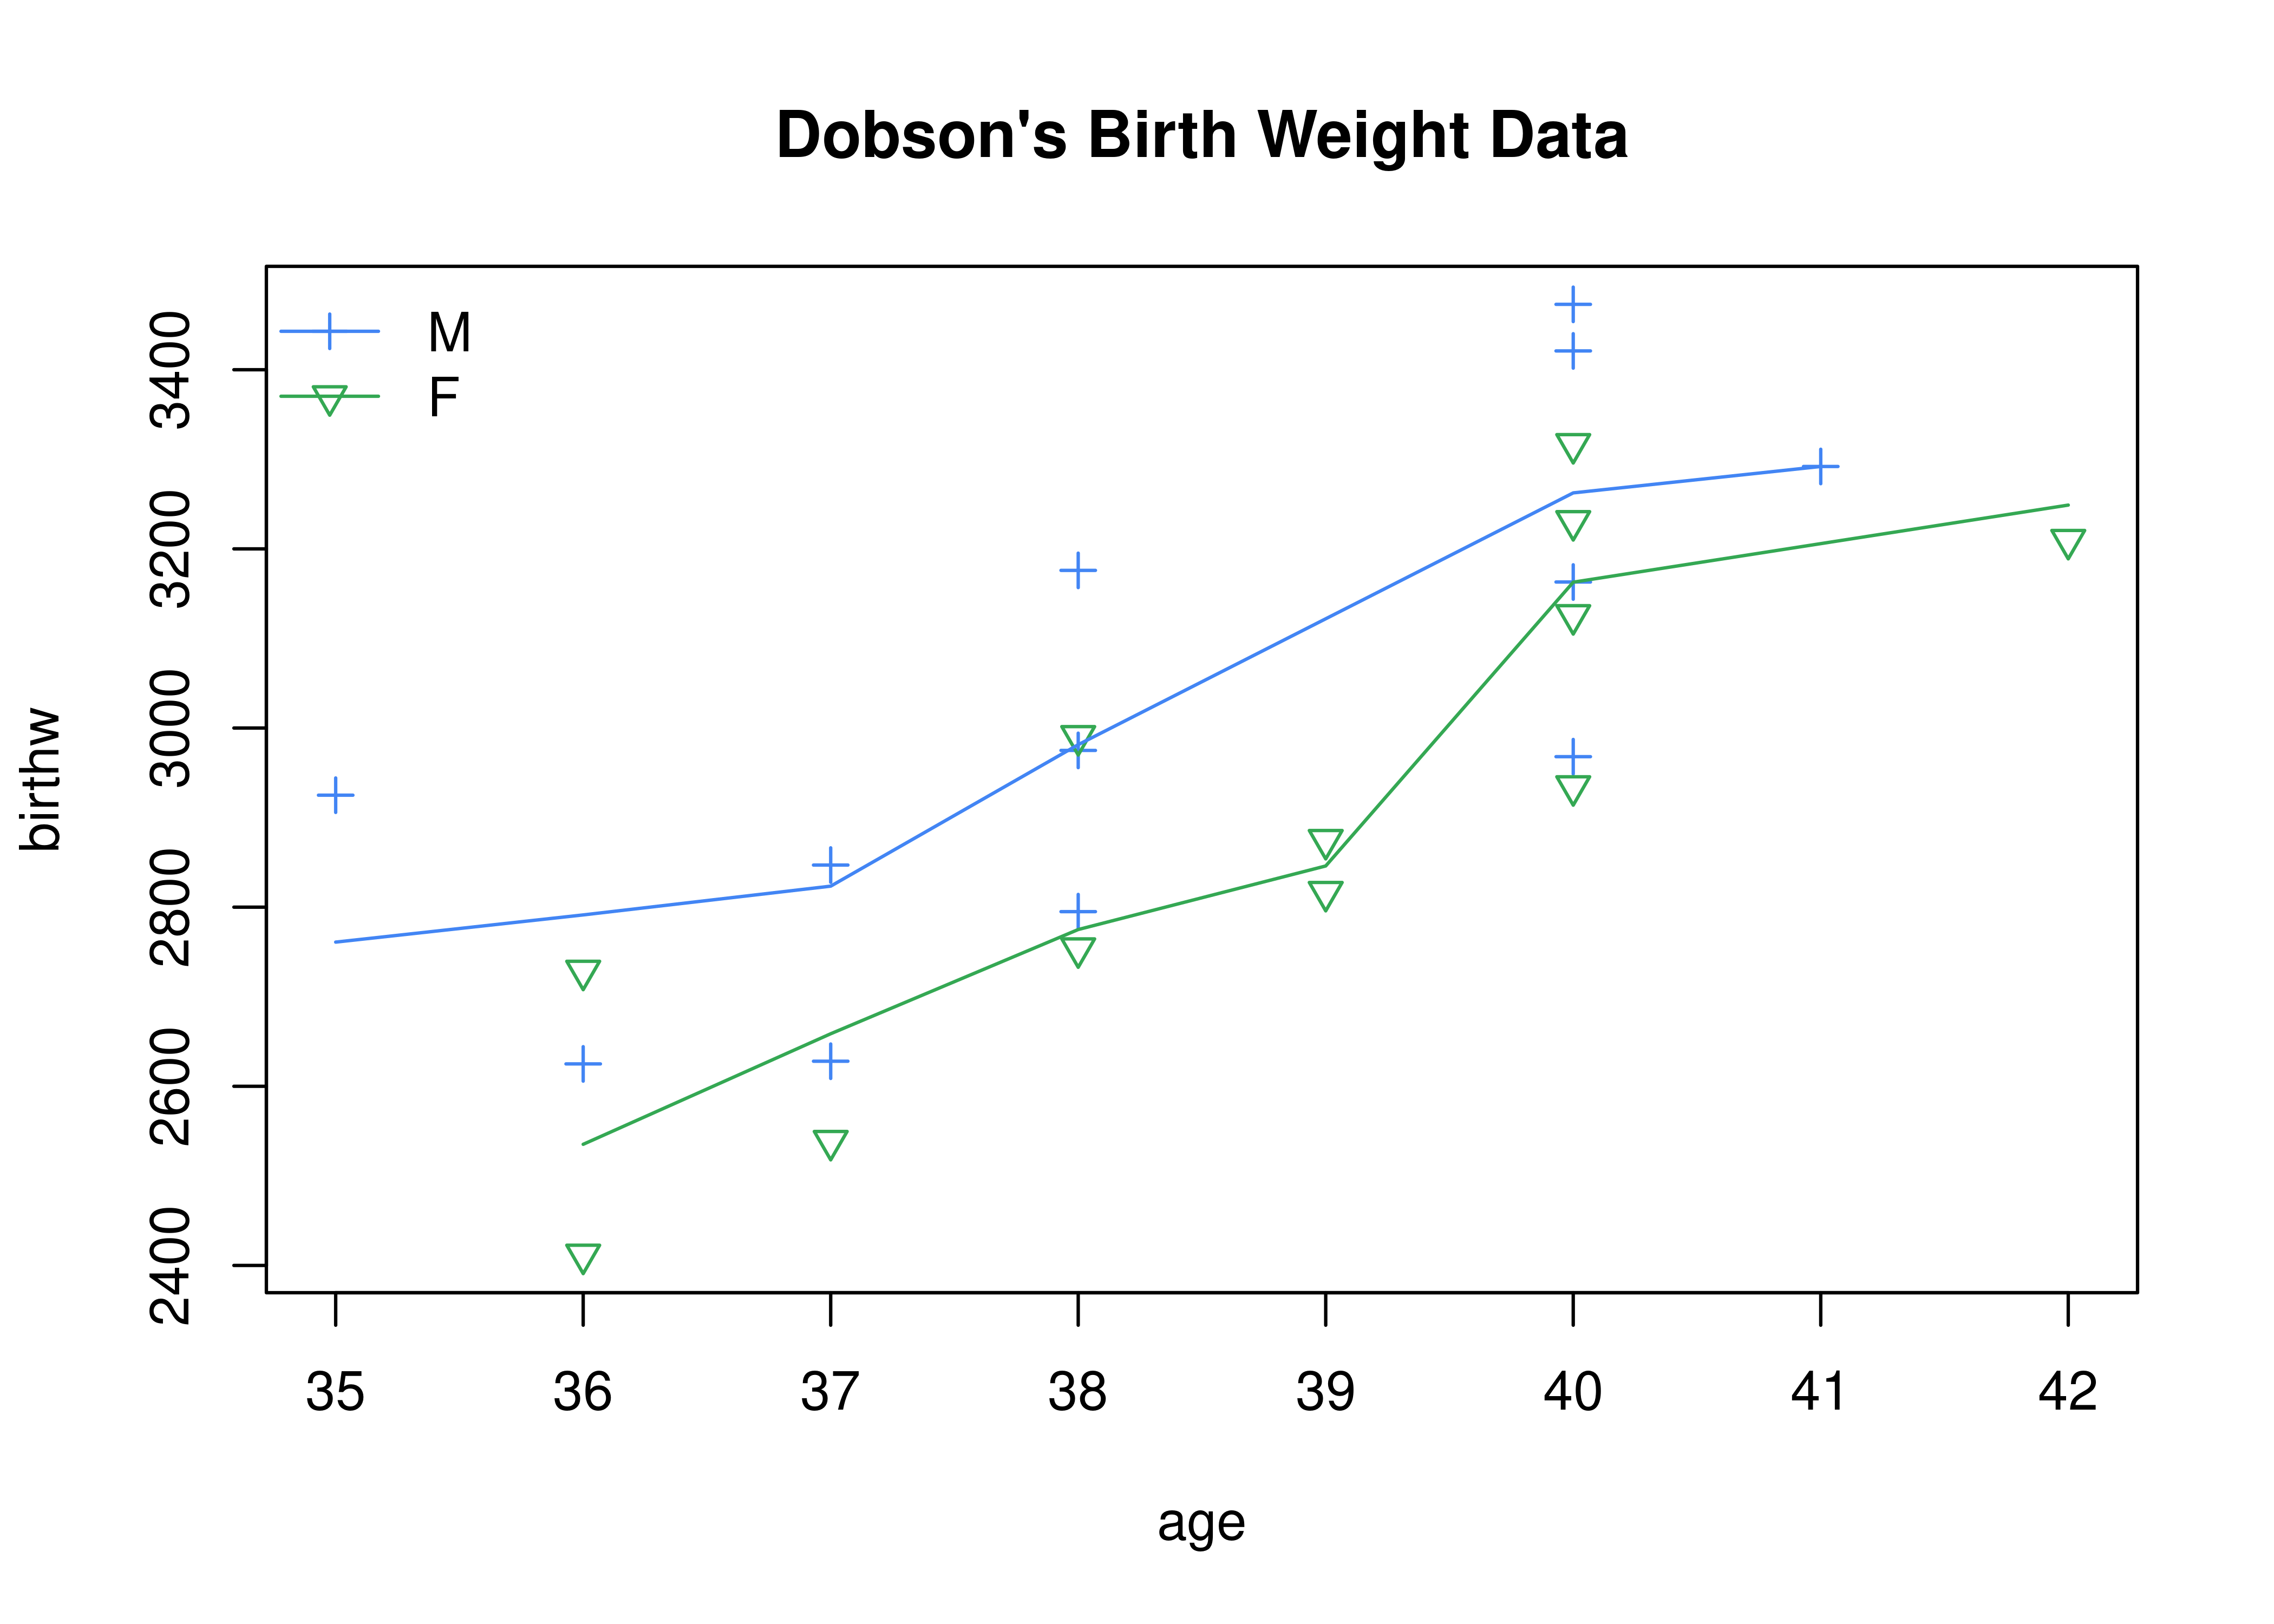 Dobson's Birth Weight Data
M
F
3400
3200
3000
2800
2600
2400
birthw
35 36 37 38 39 40 41 42
age